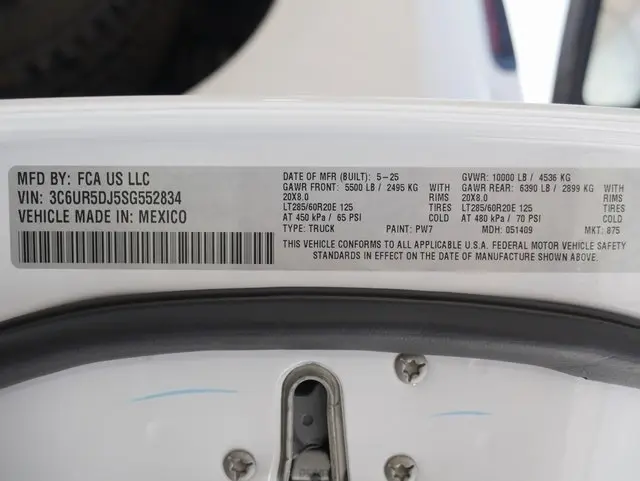 MFD BY: FCA US LLC
VIN: 3C6UR5DJ5SG552834
VEHICLE MADE IN: MEXICO
DATE OF MFR (BUILT): 5-25 GVWR: 10000 LB / 4536 KG
GAWR FRONT: 5500 LB / 2495 KG WITH GAWR REAR: 6390 LB / 2899 KG WITH
20X8.0 RIMS 20X8.0 RIMS
LT285/60R20E 125 TIRES LT285/60R20E 125 TIRES
AT 450 kPa / 65 PSI COLD AT 480 kPa / 70 PSI COLD
TYPE: TRUCK PAINT: PW7 MDH: 051409 MKT: 875
THIS VEHICLE CONFORMS TO ALL APPLICABLE U.S.A. FEDERAL MOTOR VEHICLE SAFETY
STANDARDS IN EFFECT ON THE DATE OF MANUFACTURE SHOWN ABOVE.